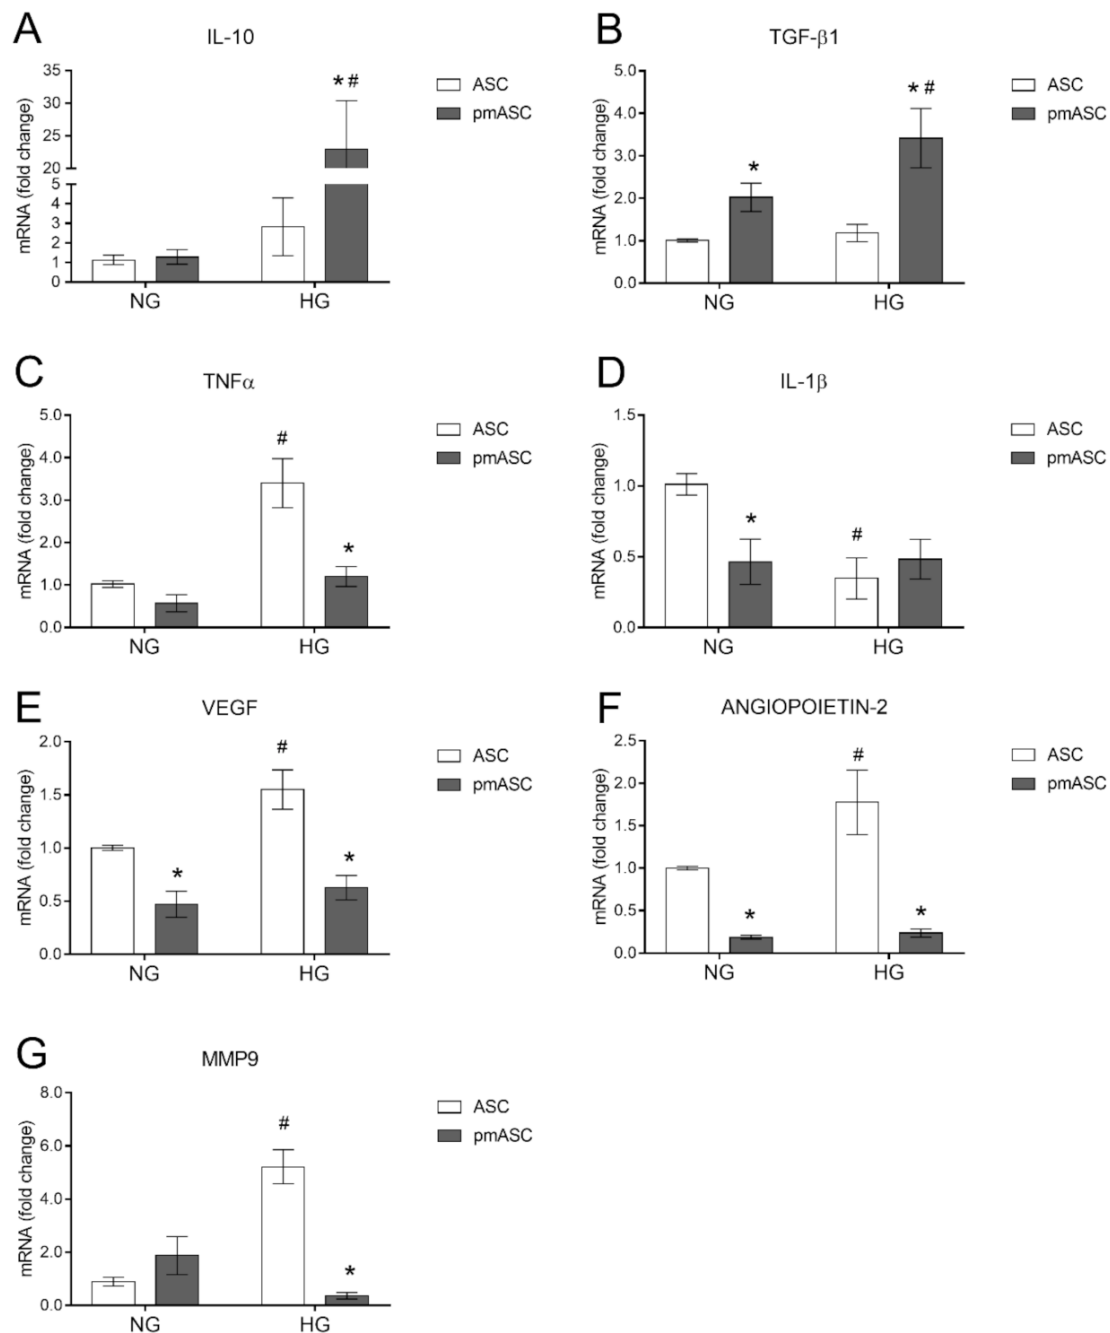 A
IL-10
mRNA (fold change)
35
30
25
20
5
4
3
2
1
0
* #
NG
HG
ASC
pmASC
B
TGF-β1
mRNA (fold change)
5.0
4.0
3.0
2.0
1.0
0.0
*
* #
NG
HG
ASC
pmASC
C
TNFα
mRNA (fold change)
5.0
4.0
3.0
2.0
1.0
0.0
#
*
NG
HG
ASC
pmASC
D
IL-1β
mRNA (fold change)
1.5
1.0
0.5
0.0
*
#
NG
HG
ASC
pmASC
E
VEGF
mRNA (fold change)
2.0
1.5
1.0
0.5
0.0
*
#
*
NG
HG
ASC
pmASC
F
ANGIOPOIETIN-2
mRNA (fold change)
2.5
2.0
1.5
1.0
0.5
0.0
*
#
*
NG
HG
ASC
pmASC
G
MMP9
mRNA (fold change)
8.0
6.0
4.0
2.0
0.0
#
*
NG
HG
ASC
pmASC